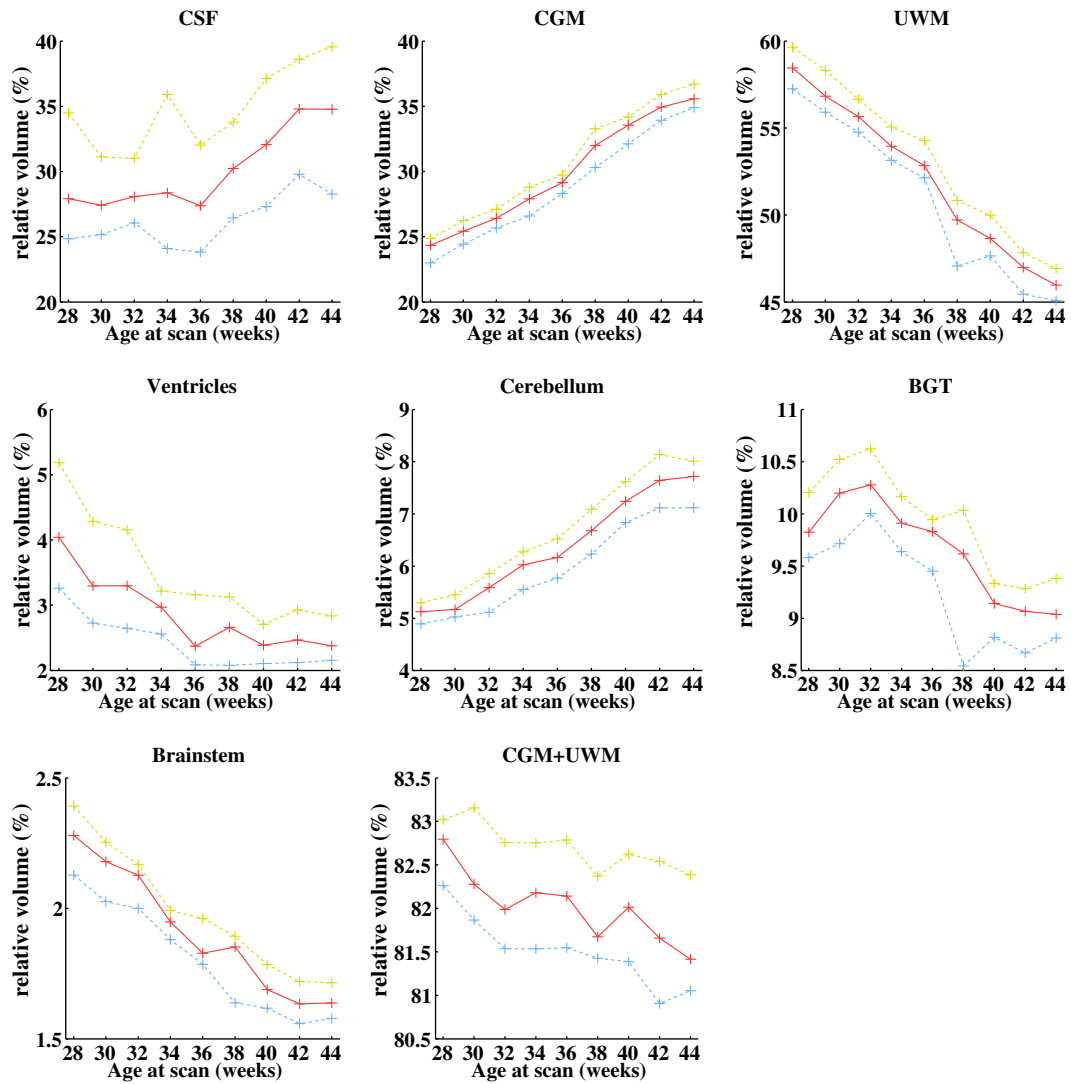 CSF
relative volume (%)
40
35
30
25
20
28 30 32 34 36 38 40 42 44
Age at scan (weeks)
CGM
relative volume (%)
40
35
30
25
20
28 30 32 34 36 38 40 42 44
Age at scan (weeks)
UWM
relative volume (%)
60
55
50
45
28 30 32 34 36 38 40 42 44
Age at scan (weeks)
Ventricles
relative volume (%)
6
5
4
3
2
28 30 32 34 36 38 40 42 44
Age at scan (weeks)
Cerebellum
relative volume (%)
9
8
7
6
5
4
28 30 32 34 36 38 40 42 44
Age at scan (weeks)
BGT
relative volume (%)
11
10.5
10
9.5
9
8.5
28 30 32 34 36 38 40 42 44
Age at scan (weeks)
Brainstem
relative volume (%)
2.5
2
1.5
28 30 32 34 36 38 40 42 44
Age at scan (weeks)
CGM+UWM
relative volume (%)
83.5
83
82.5
82
81.5
81
80.5
28 30 32 34 36 38 40 42 44
Age at scan (weeks)